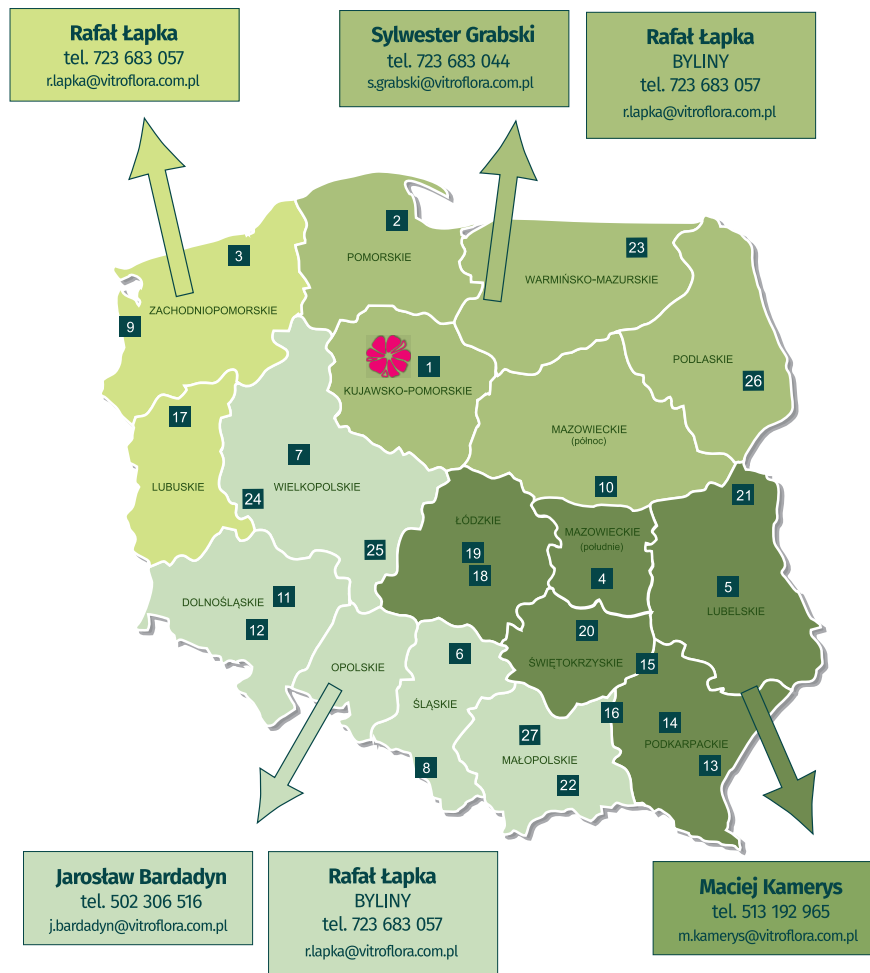 Rafał Łapka
tel. 723 683 057
r.lapka@vitroflora.com.pl
Sylwester Grabski
tel. 723 683 044
s.grabski@vitroflora.com.pl
Rafał Łapka
BYLINY
tel. 723 683 057
r.lapka@vitroflora.com.pl
2
POMORSKIE
23
WARMIŃSKO-MAZURSKIE
3
ZACHODNIOPOMORSKIE
9
1
KUJAWSKO-POMORSKIE
PODLASKIE
26
17
LUBUSKIE
7
WIELKOPOLSKIE
24
25
MAZOWIECKIE
(północ)
10
21
ŁÓDZKIE
19
18
MAZOWIECKIE
(południe)
4
5
LUBELSKIE
DOLNOŚLĄSKIE
11
12
OPOLSKIE
6
ŚLĄSKIE
8
20
ŚWIĘTOKRZYSKIE
15
16
14
PODKARPACKIE
13
27
MAŁOPOLSKIE
22
Jarosław Bardadyn
tel. 502 306 516
j.bardadyn@vitroflora.com.pl
Rafał Łapka
BYLINY
tel. 723 683 057
r.lapka@vitroflora.com.pl
Maciej Kamerys
tel. 513 192 965
m.kamerys@vitroflora.com.pl